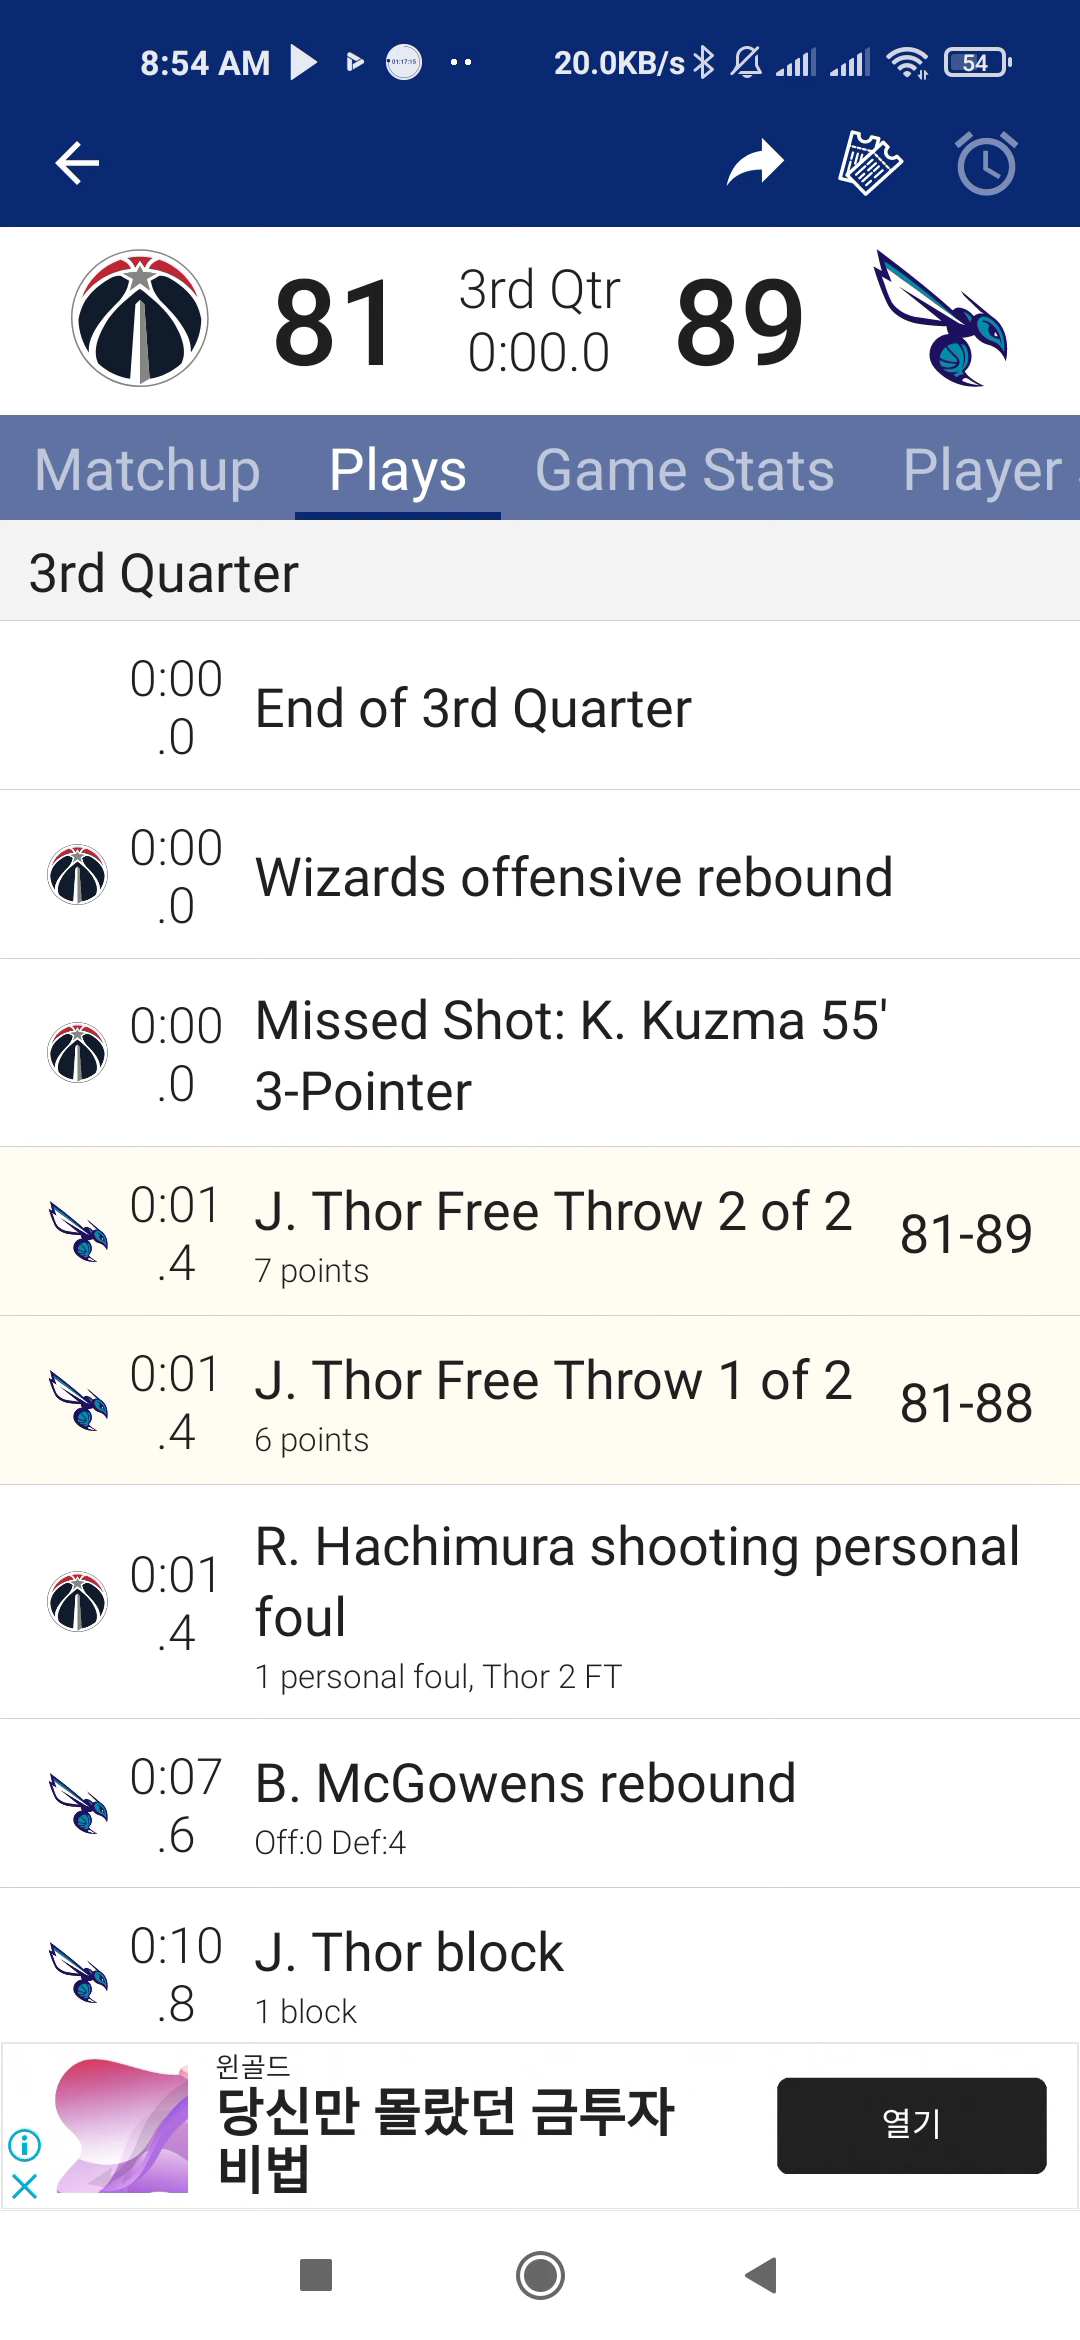 8:54 AM
01:17:15
20.0KB/s
54
81
3rd Qtr
0:00.0
89
Matchup
Plays
Game Stats
Player
3rd Quarter
0:00
.0
End of 3rd Quarter
0:00
.0
Wizards offensive rebound
0:00
.0
Missed Shot: K. Kuzma 55'
3-Pointer
0:01
.4
J. Thor Free Throw 2 of 2
7 points
81-89
0:01
.4
J. Thor Free Throw 1 of 2
6 points
81-88
0:01
.4
R. Hachimura shooting personal
foul
1 personal foul, Thor 2 FT
0:07
.6
B. McGowens rebound
Off:0 Def:4
0:10
.8
J. Thor block
1 block
윈골드
당신만 몰랐던 금투자
비법
열기